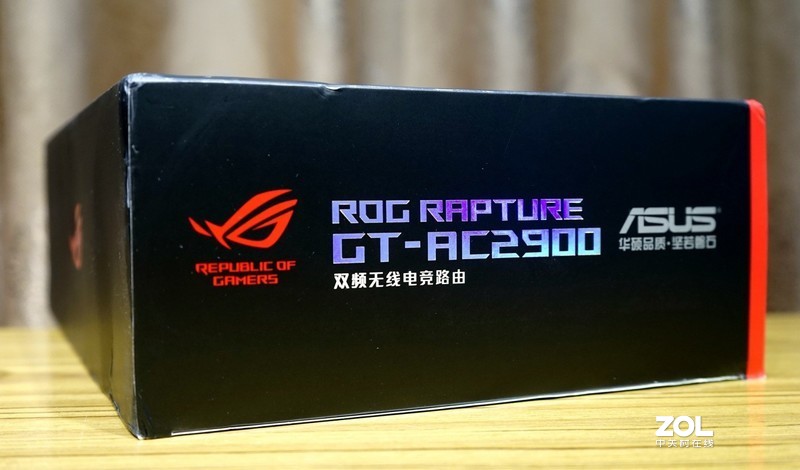 REPUBLIC OF
GAMERS
ROG RAPTURE
GT-AC2900
双频无线电竞路由
ASUS
华硕品质·坚若磐石
ZOL
中关村在线